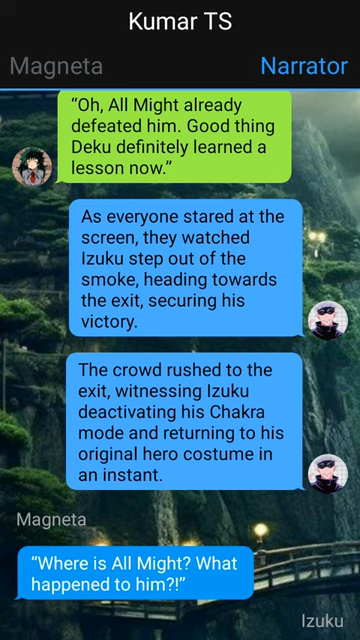 Kumar TS
Magneta
Narrator
“Oh, All Might already
defeated him. Good thing
Deku definitely learned a
lesson now.”
As everyone stared at the
screen, they watched
Izuku step out of the
smoke, heading towards
the exit, securing his
victory.
The crowd rushed to the
exit, witnessing Izuku
deactivating his Chakra
mode and returning to his
original hero costume in
an instant.
Magneta
“Where is All Might? What
happened to him?!”
Izuku